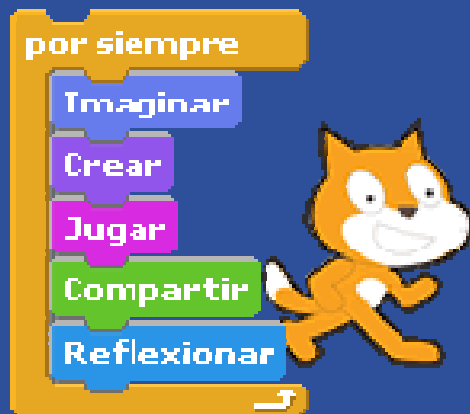 por siempre
Imaginar
Crear
Jugar
Compartir
Reflexionar